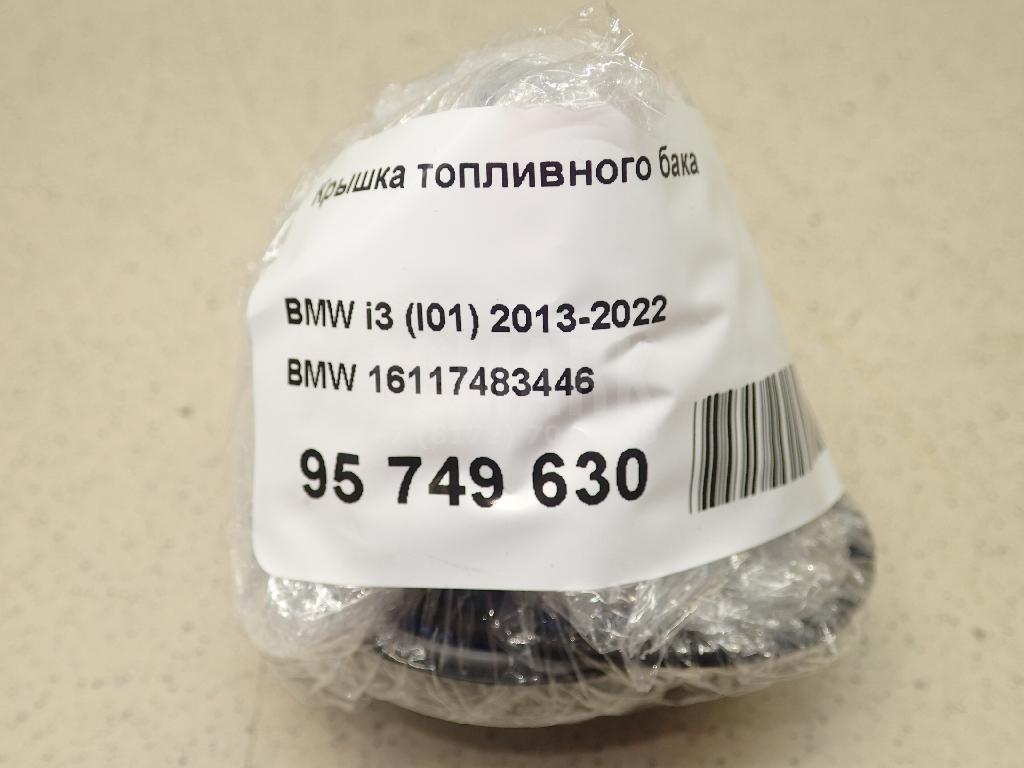 Крышка топливного бака
BMW i3 (I01) 2013-2022
BMW 16117483446
95 749 630